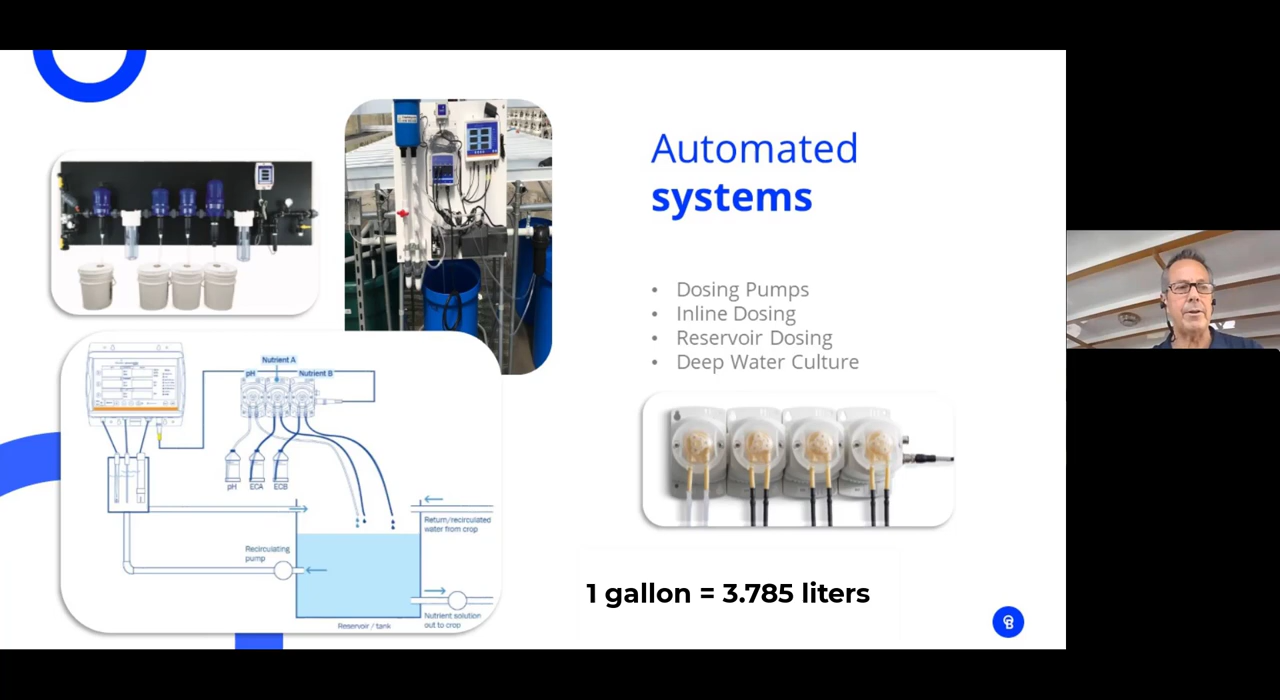 Automated
systems
• Dosing Pumps
• Inline Dosing
• Reservoir Dosing
• Deep Water Culture
Nutrient A
pH
Nutrient B
pH
ECA
ECB
Return/recirculated
water from crop
Recirculating
pump
Nutrient solution
out to crop
Reservoir / tank
1 gallon = 3.785 liters